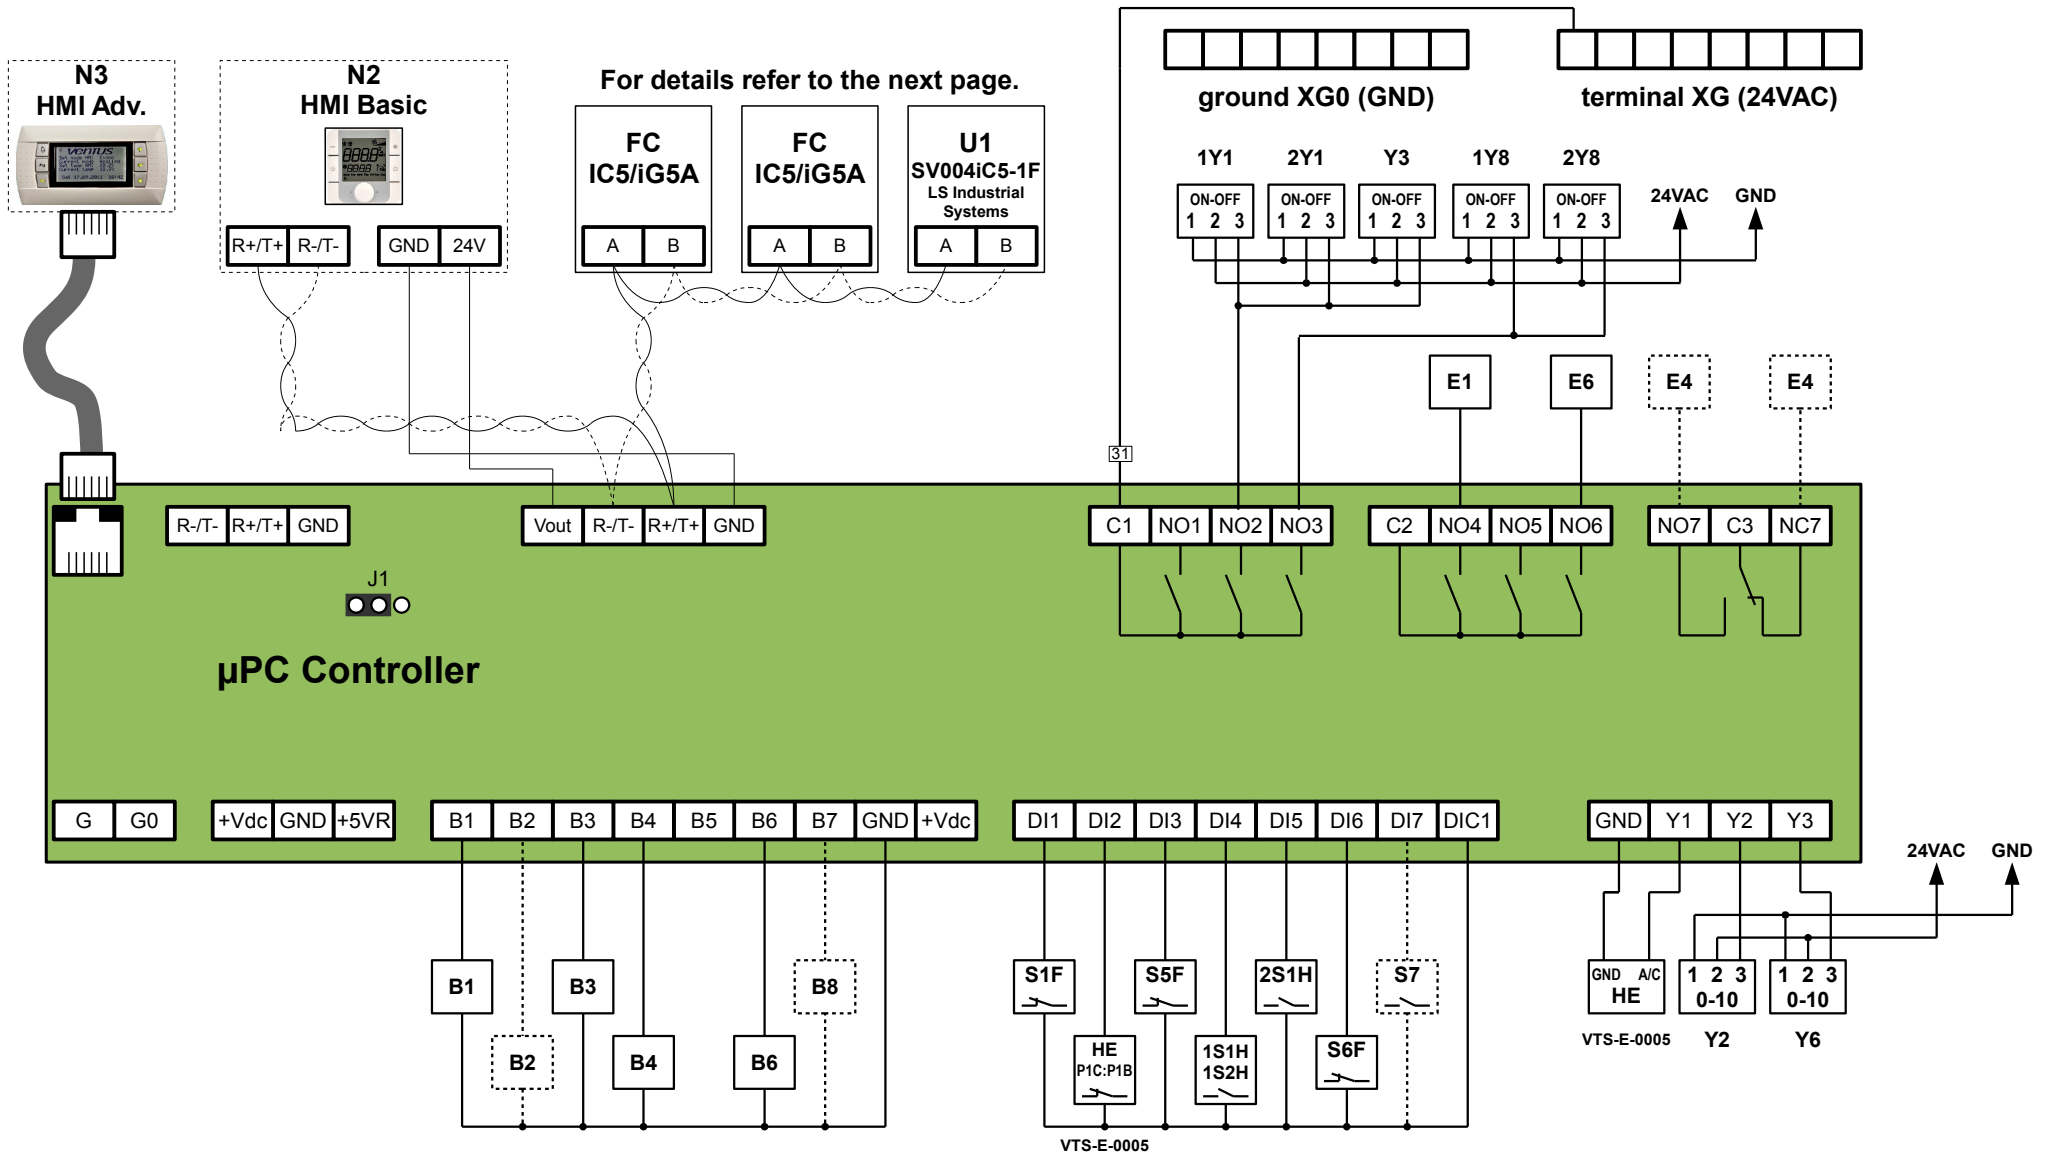 N3
HMI Adv.
VENTUS
N2
HMI Basic
R+/T+ R-/T- GND 24V
For details refer to the next page.
FC
IC5/iG5A
A B
FC
IC5/iG5A
A B
U1
SV004iC5-1F
LS Industrial
Systems
A B
ground XG0 (GND)
terminal XG (24VAC)
1Y1 2Y1 Y3 1Y8 2Y8
ON-OFF ON-OFF ON-OFF ON-OFF ON-OFF
1 2 3 1 2 3 1 2 3 1 2 3 1 2 3
24VAC GND
E1 E6 E4 E4
31
R-/T- R+/T+ GND
Vout R-/T- R+/T+ GND
C1 NO1 NO2 NO3
C2 NO4 NO5 NO6
NO7 C3 NC7
J1
µPC Controller
G G0
+Vdc GND +5VR
B1 B2 B3 B4 B5 B6 B7 GND +Vdc
DI1 DI2 DI3 DI4 DI5 DI6 DI7 DIC1
GND Y1 Y2 Y3
24VAC GND
B1 B3 B8
B2 B4 B6
S1F S5F 2S1H S7
HE
P1C:P1B
1S1H
1S2H
S6F
VTS-E-0005
GND A/C
HE
VTS-E-0005
1 2 3
0-10
Y2
1 2 3
0-10
Y6